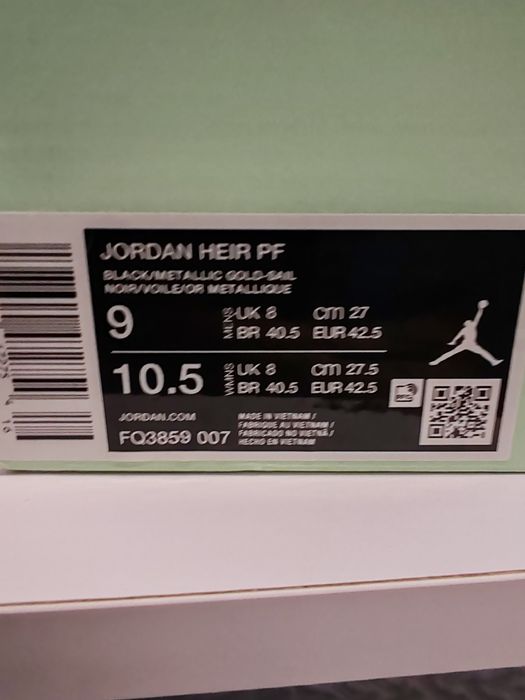 JORDAN HEIR PF
BLACK/METALLIC GOLD-SAIL
NOIR/VOILE/OR METALLIQUE
9 MENS UK 8 cm 27
BR 40.5 EUR 42.5
10.5 WMNS UK 8 cm 27.5
BR 40.5 EUR 42.5
JORDAN.COM
FQ3859 007
MADE IN VIETNAM /
FABRIQUE AU VIETNAM /
FABRICADO NO VIETNÃ /
HECHO EN VIETNAM